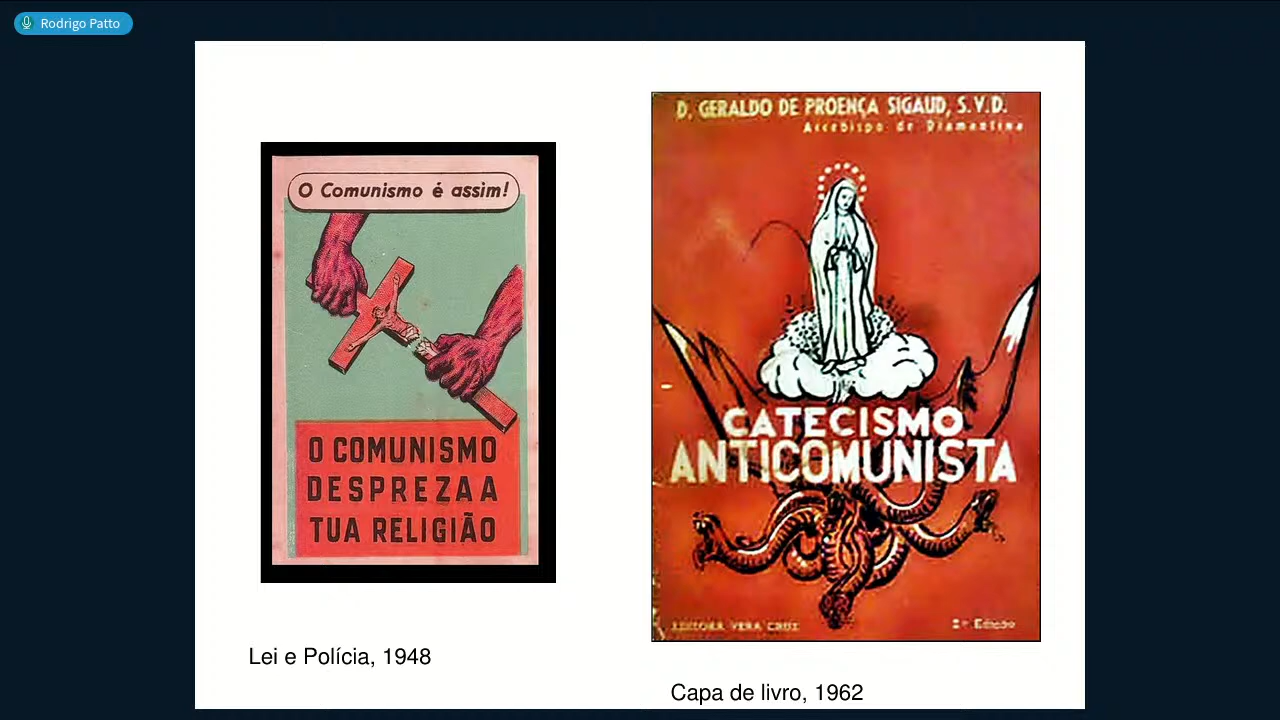 Rodrigo Patto
O Comunismo é assim!
O COMUNISMO
DESPREZA A
TUA RELIGIÃO
Lei e Polícia, 1948
D. GERALDO DE PROENÇA SIGAUD, S.V.D.
Arcebispo de Diamantina
CATECISMO
ANTICOMUNISTA
EDITORA VERA CRUZ
Edição
Capa de livro, 1962